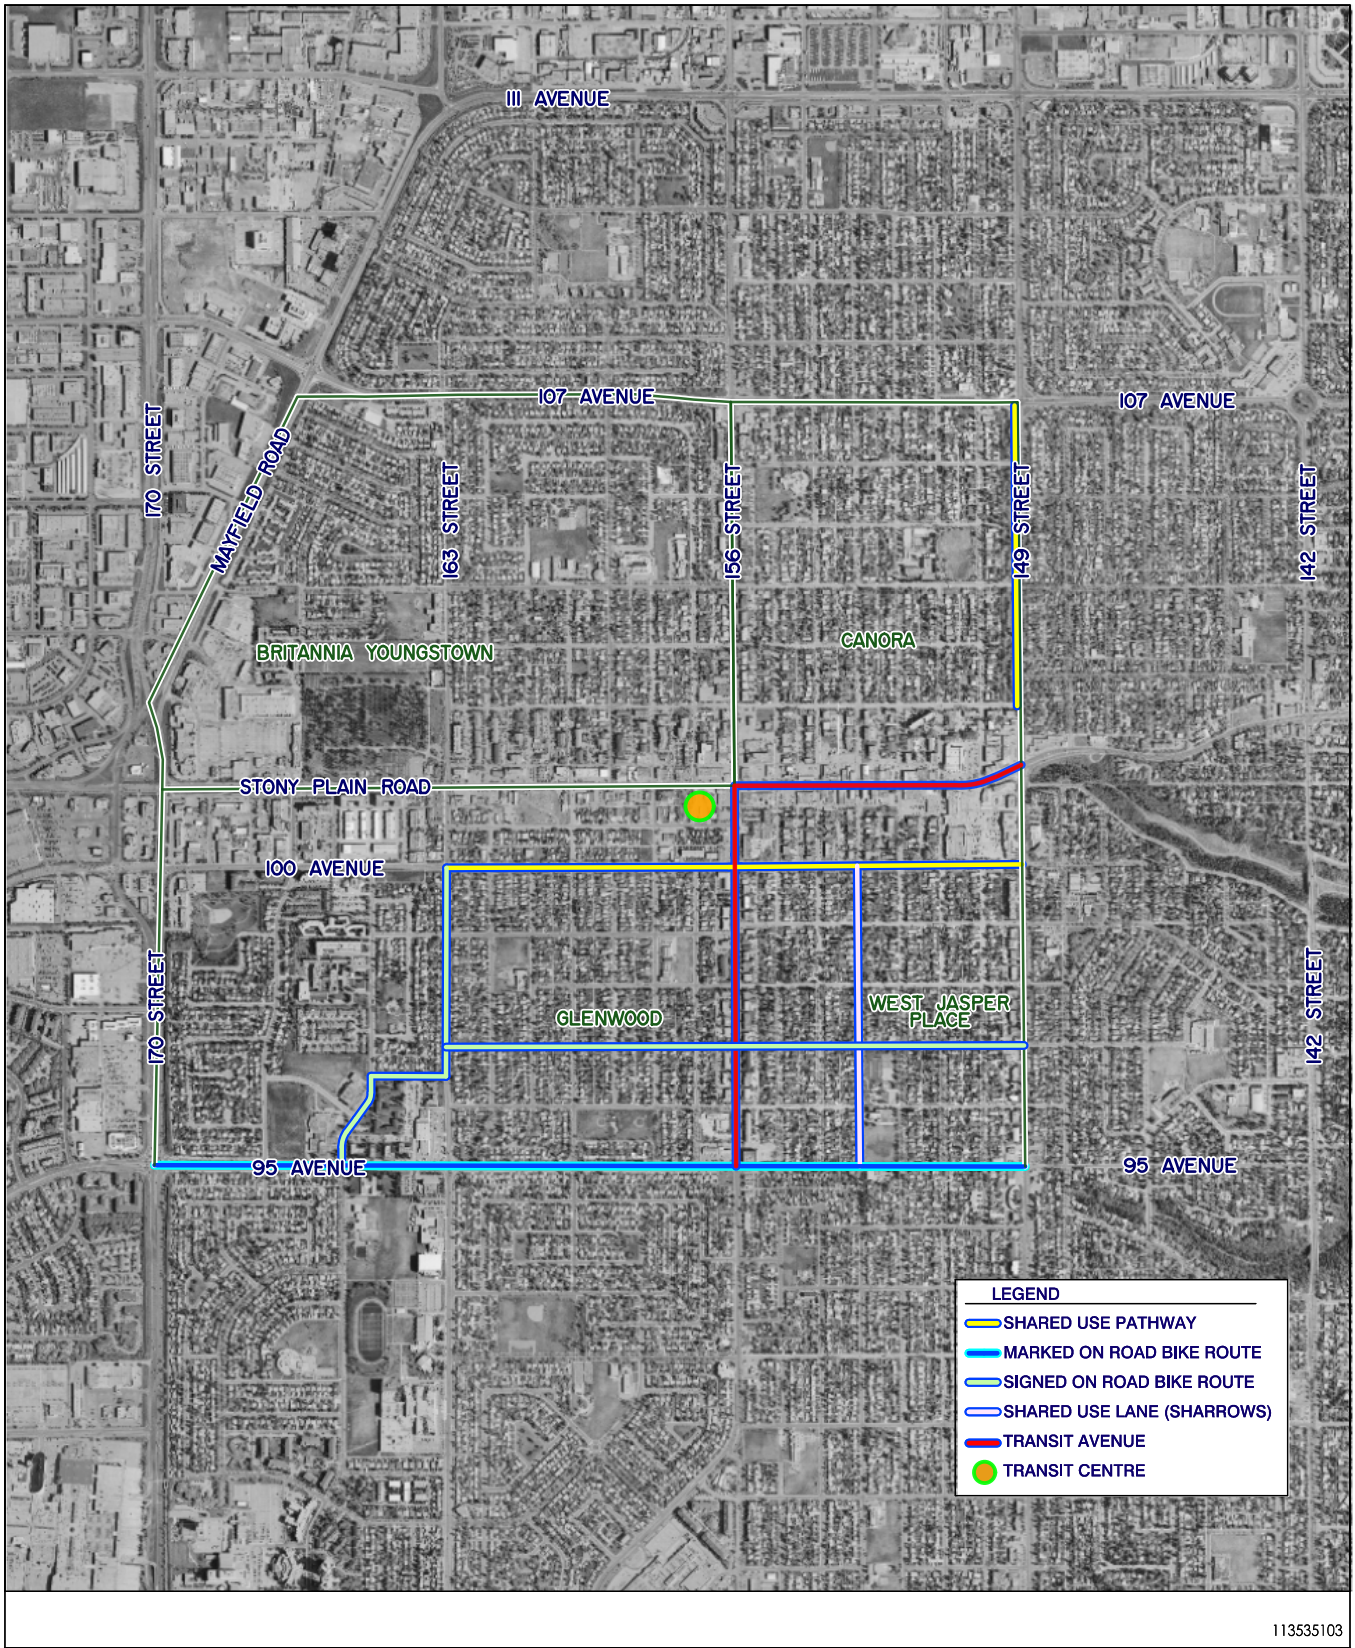 111 AVENUE
107 AVENUE
107 AVENUE
170 STREET
MAYFIELD ROAD
163 STREET
156 STREET
149 STREET
142 STREET
BRITANNIA YOUNGSTOWN
CANORA
STONY PLAIN ROAD
100 AVENUE
170 STREET
GLENWOOD
WEST JASPER
PLACE
142 STREET
95 AVENUE
95 AVENUE
LEGEND
SHARED USE PATHWAY
MARKED ON ROAD BIKE ROUTE
SIGNED ON ROAD BIKE ROUTE
SHARED USE LANE (SHARROWS)
TRANSIT AVENUE
TRANSIT CENTRE
113535103